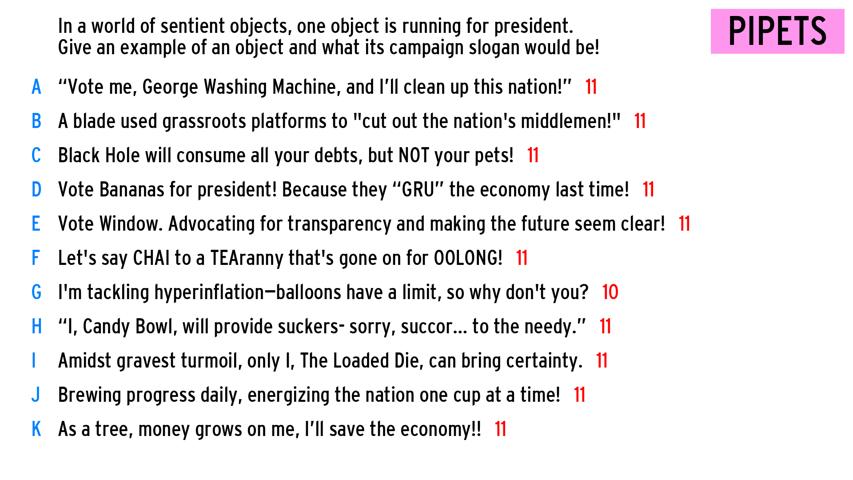 In a world of sentient objects, one object is running for president.
PIPETS
Give an example of an object and what its campaign slogan would be!
A “Vote me, George Washing Machine, and I’ll clean up this nation!” 11
B A blade used grassroots platforms to "cut out the nation's middlemen!" 11
C Black Hole will consume all your debts, but NOT your pets! 11
D Vote Bananas for president! Because they “GRU” the economy last time! 11
E Vote Window. Advocating for transparency and making the future seem clear! 11
F Let's say CHAI to a TEAranny that's gone on for OOLONG! 11
G I'm tackling hyperinflation—balloons have a limit, so why don't you? 10
H “I, Candy Bowl, will provide suckers- sorry, succor... to the needy.” 11
I Amidst gravest turmoil, only I, The Loaded Die, can bring certainty. 11
J Brewing progress daily, energizing the nation one cup at a time! 11
K As a tree, money grows on me, I’ll save the economy!! 11